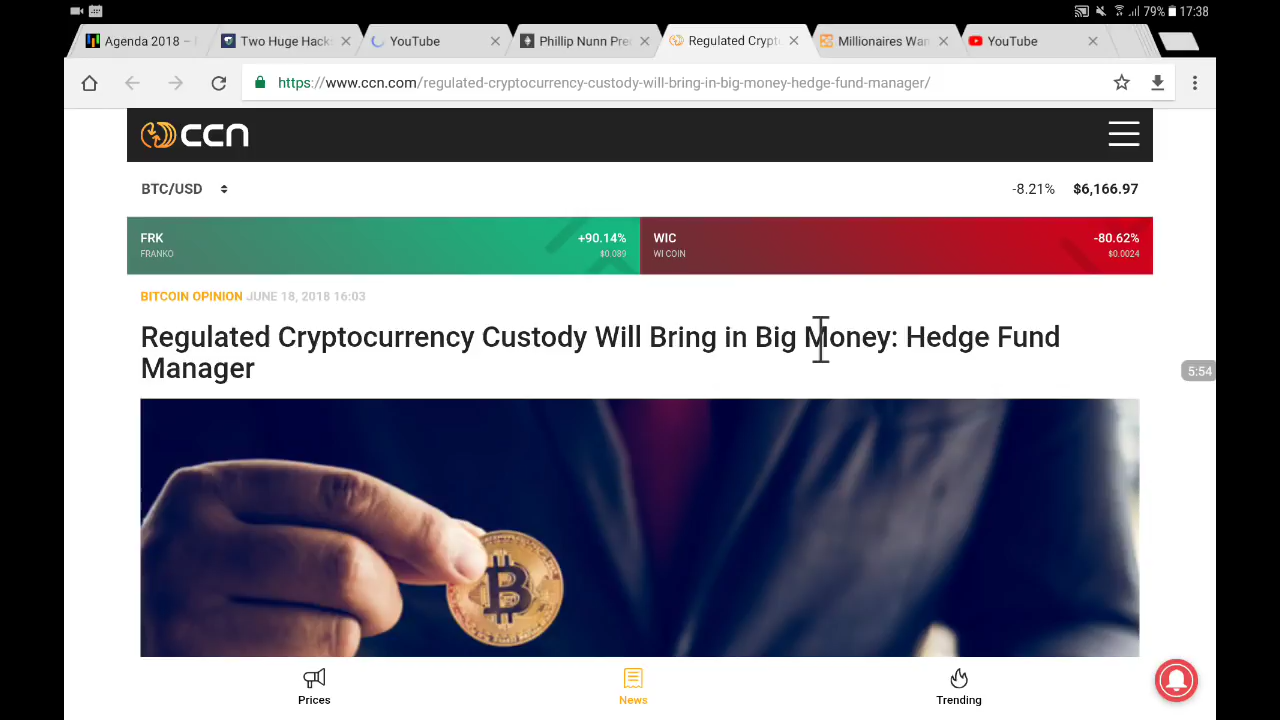 79% 17:38
Agenda 2018 –
Two Huge Hack
YouTube
Phillip Nunn Pre
Regulated Crypt
Millionaires Wan
YouTube
https://www.ccn.com/regulated-cryptocurrency-custody-will-bring-in-big-money-hedge-fund-manager/
ccn
BTC/USD -8.21% $6,166.97
FRK +90.14% WIC -80.62%
FRANKO $0.089 WI COIN $0.0024
BITCOIN OPINION JUNE 18, 2018 16:03
Regulated Cryptocurrency Custody Will Bring in Big Money: Hedge Fund
Manager
5:54
B
Prices News Trending